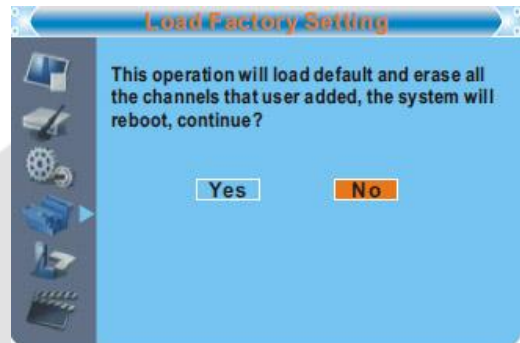 Load Factory Setting
This operation will load default and erase all
the channels that user added, the system will
reboot, continue?
Yes
No